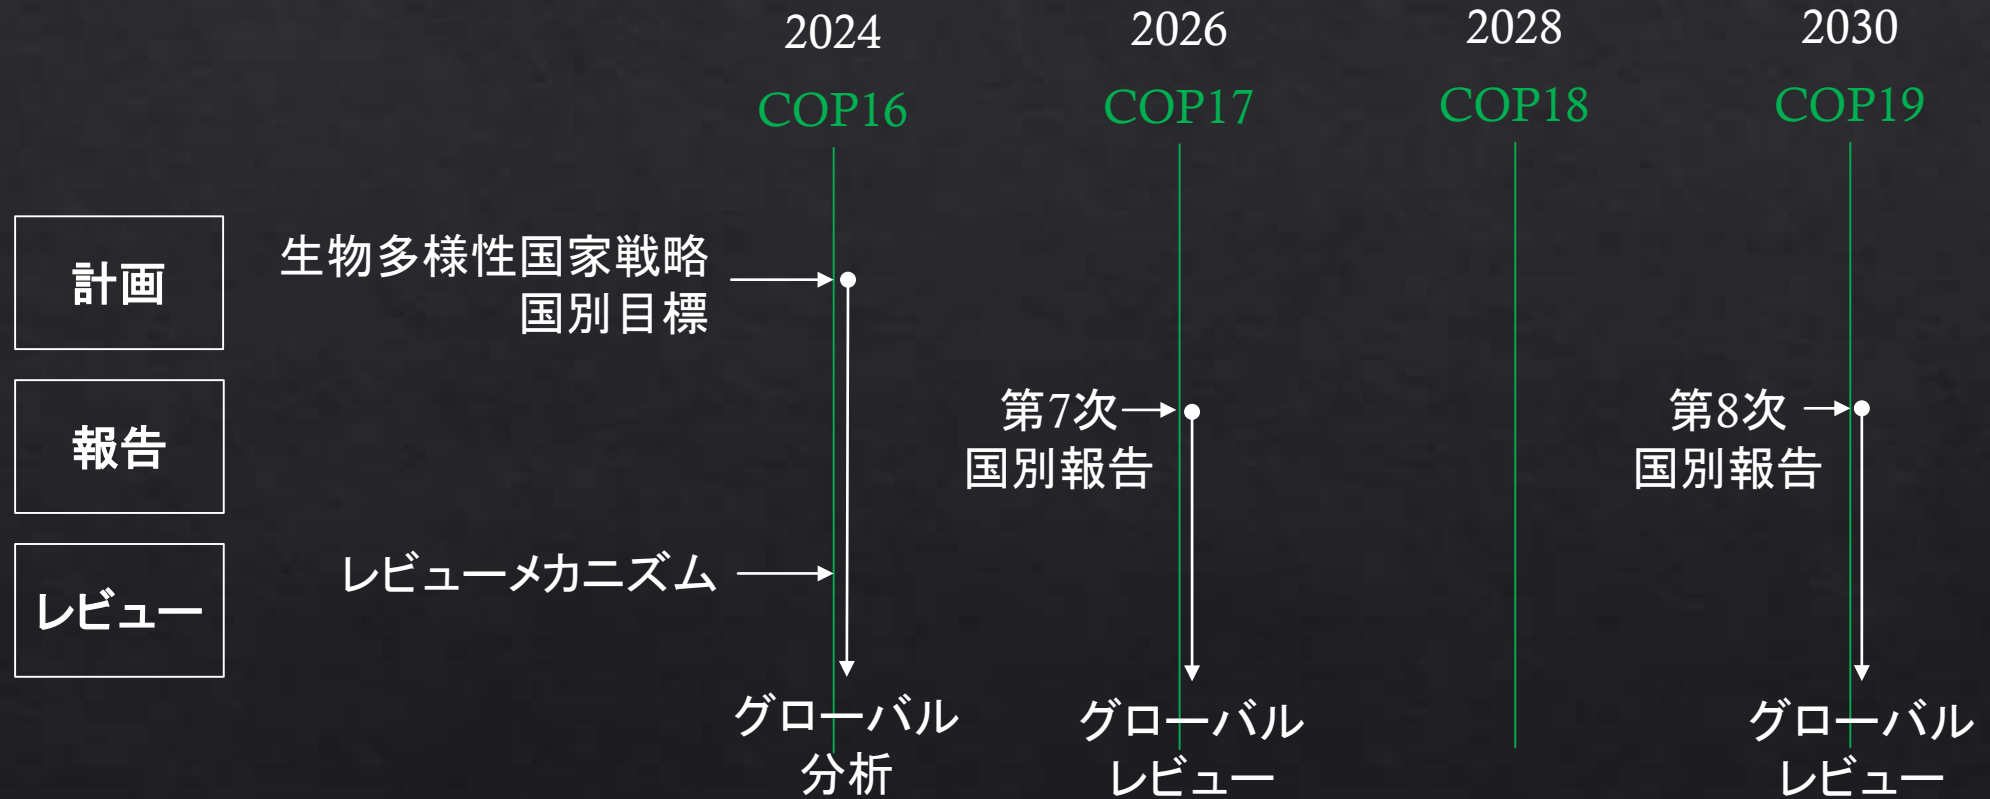 2024
2026
2028
2030
COP16
COP17
COP18
COP19
計画
生物多様性国家戦略
国別目標
報告
第7次
国別報告
第8次
国別報告
レビュー
レビューメカニズム
グローバル
分析
グローバル
レビュー
グローバル
レビュー